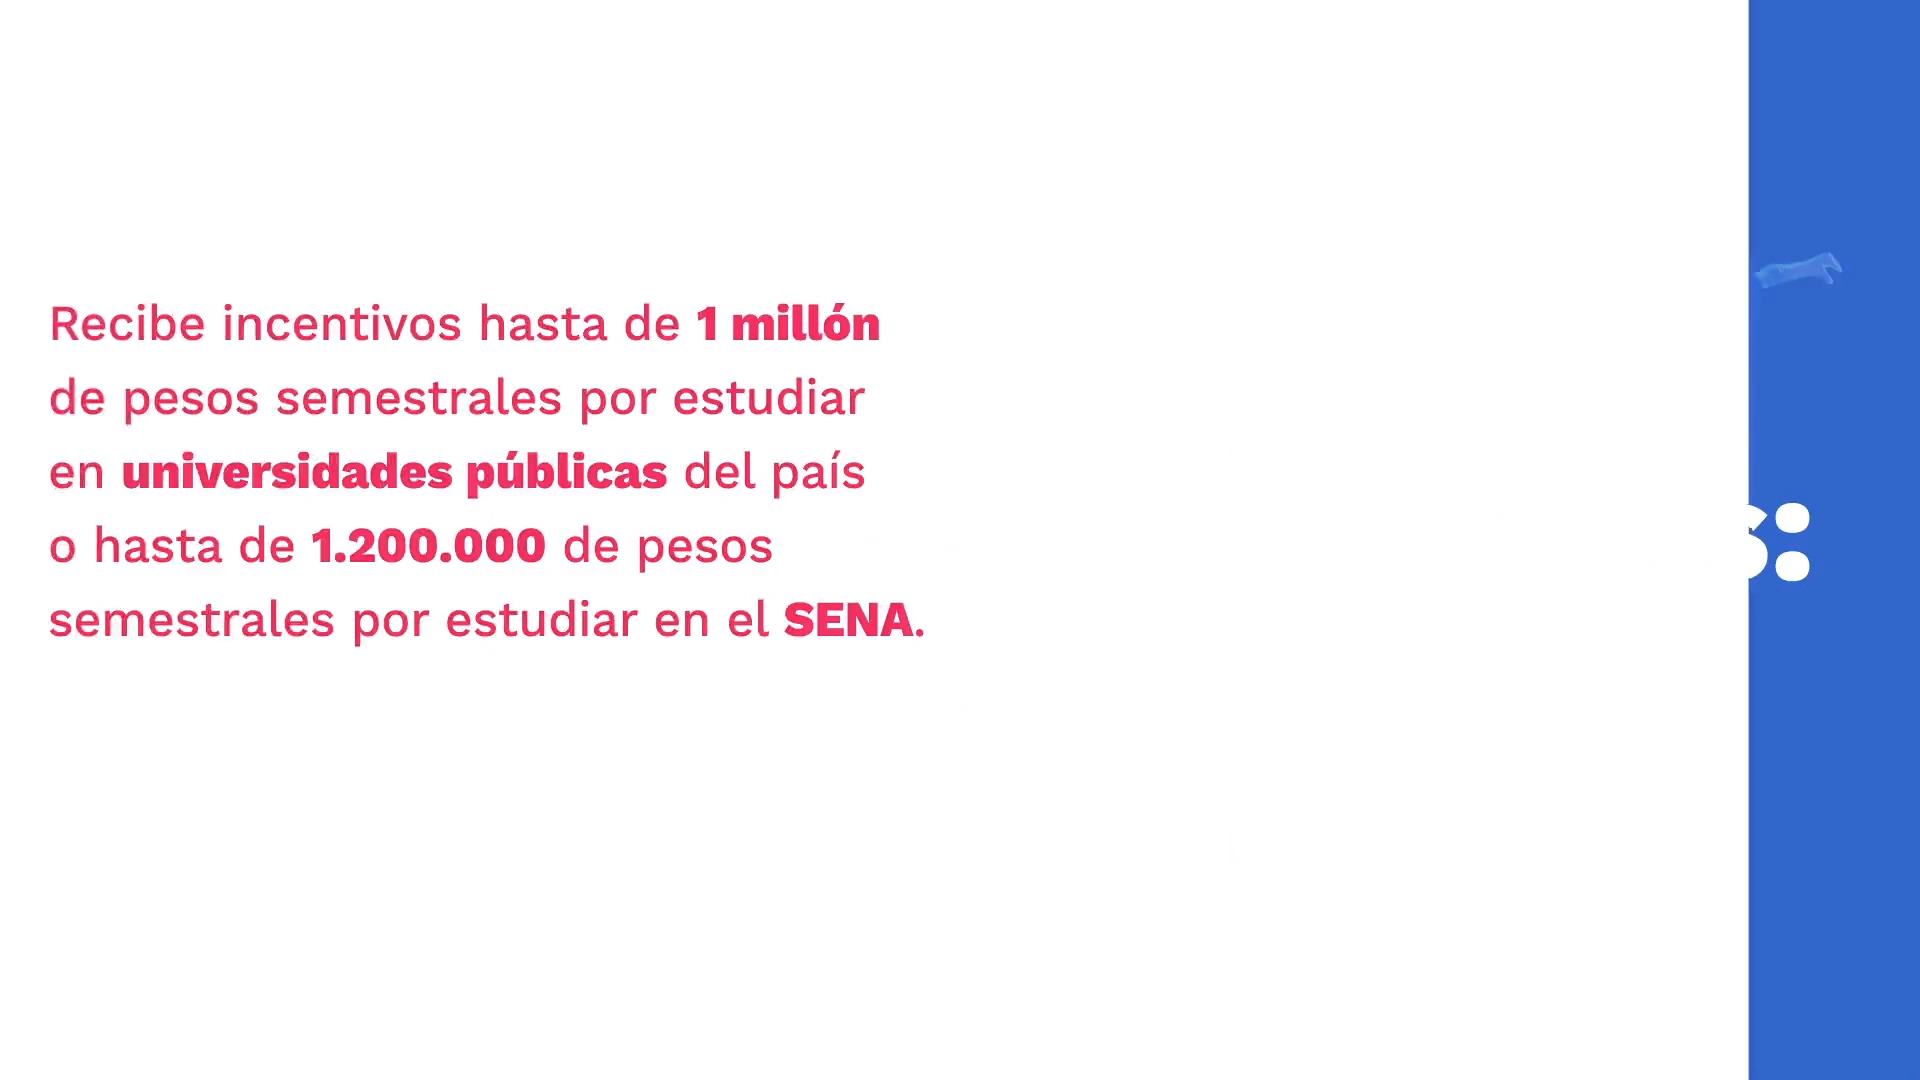 Recibe incentivos hasta de 1 millón
de pesos semestrales por estudiar
en universidades públicas del país
o hasta de 1.200.000 de pesos
semestrales por estudiar en el SENA.